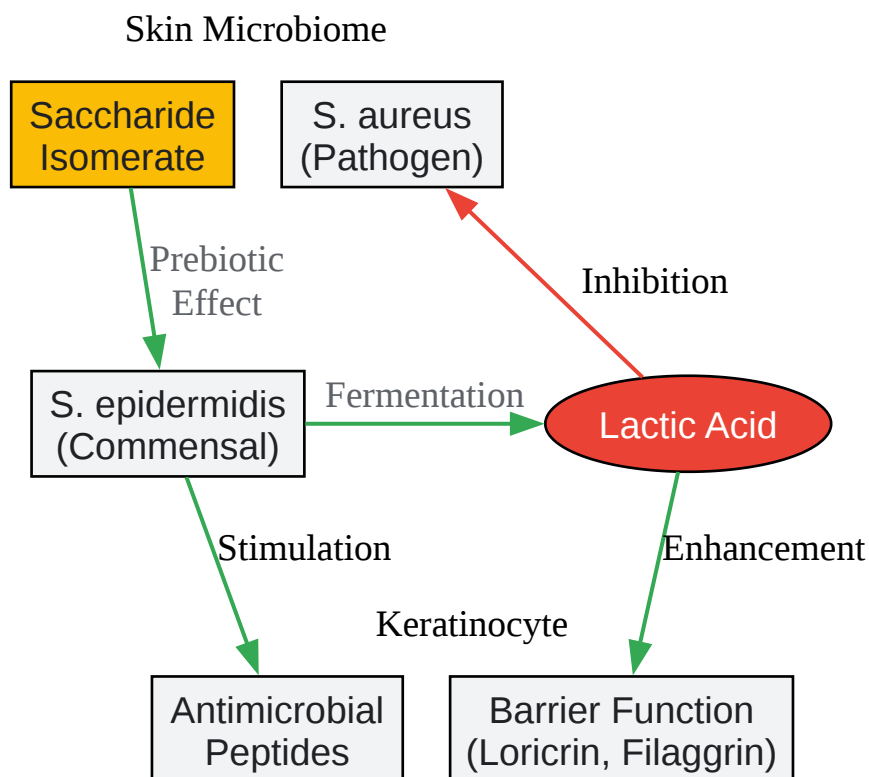 Skin Microbiome
Saccharide
Isomerate
S. aureus
(Pathogen)
Prebiotic
Effect
Inhibition
S. epidermidis
(Commensal)
Fermentation
Lactic Acid
Stimulation
Enhancement
Keratinocyte
Antimicrobial
Peptides
Barrier Function
(Loricrin, Filaggrin)